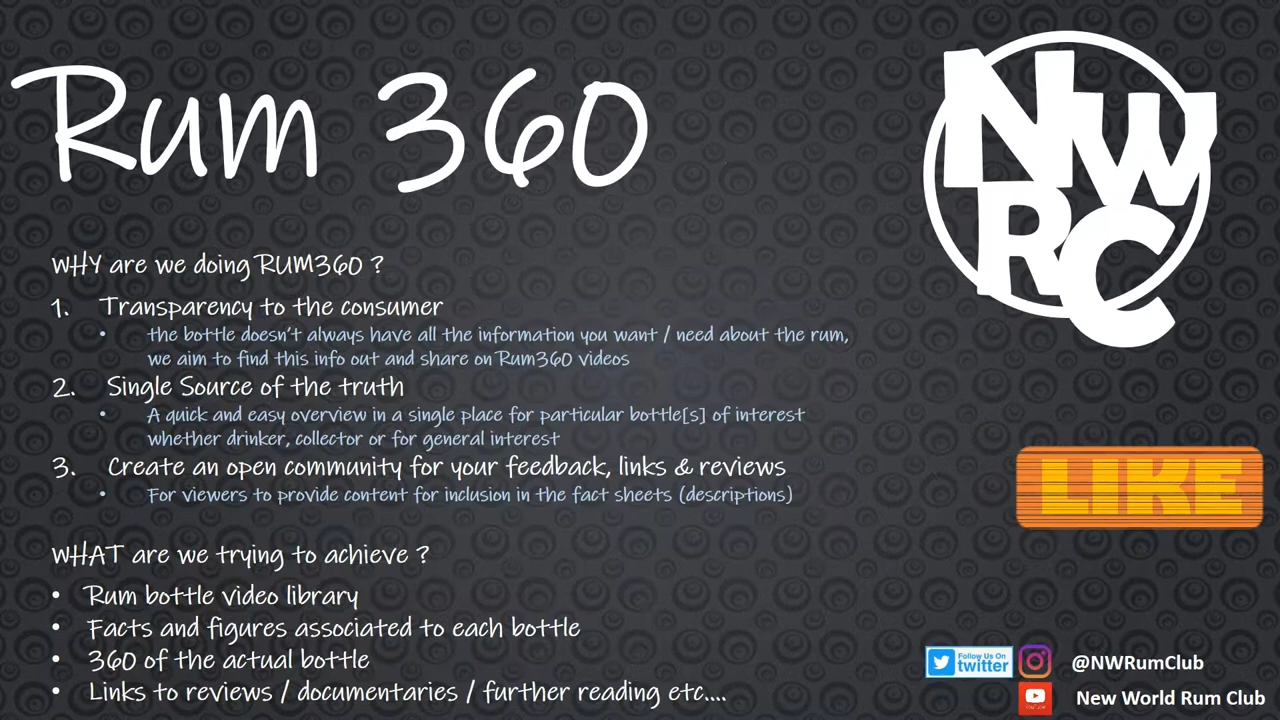 Rum 360
NW
RC
WHY are we doing RUM360 ?
1. Transparency to the consumer
• the bottle doesn't always have all the information you want / need about the rum,
we aim to find this info out and share on Rum360 videos
2. Single Source of the truth
• A quick and easy overview in a single place for particular bottle[s] of interest
whether drinker, collector or for general interest
3. Create an open community for your feedback, links & reviews
• For viewers to provide content for inclusion in the fact sheets (descriptions)
LIKE
WHAT are we trying to achieve ?
• Rum bottle video library
• Facts and figures associated to each bottle
• 360 of the actual bottle
• Links to reviews / documentaries / further reading etc....
Follow Us On
twitter
@NWRumClub
New World Rum Club